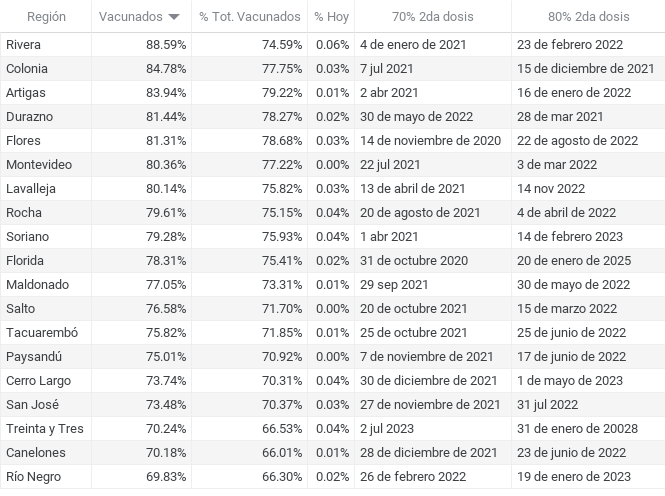 Región Vacunados % Tot. Vacunados % Hoy 70% 2da dosis 80% 2da dosis
Rivera 88.59% 74.59% 0.06% 4 de enero de 2021 23 de febrero 2022
Colonia 84.78% 77.75% 0.03% 7 jul 2021 15 de diciembre de 2021
Artigas 83.94% 79.22% 0.01% 2 abr 2021 16 de enero de 2022
Durazno 81.44% 78.27% 0.02% 30 de mayo de 2022 28 de mar 2021
Flores 81.31% 78.68% 0.03% 14 de noviembre de 2020 22 de agosto de 2022
Montevideo 80.36% 77.22% 0.00% 22 jul 2021 3 de mar 2022
Lavalleja 80.14% 75.82% 0.03% 13 de abril de 2021 14 nov 2022
Rocha 79.61% 75.15% 0.04% 20 de agosto de 2021 4 de abril de 2022
Soriano 79.28% 75.93% 0.04% 1 abr 2021 14 de febrero 2023
Florida 78.31% 75.41% 0.02% 31 de octubre 2020 20 de enero de 2025
Maldonado 77.05% 73.31% 0.01% 29 sep 2021 30 de mayo de 2022
Salto 76.58% 71.70% 0.00% 20 de octubre 2021 15 de marzo de 2022
Tacuarembó 75.82% 71.85% 0.01% 25 de octubre 2021 25 de junio de 2022
Paysandú 75.01% 70.92% 0.00% 7 de noviembre de 2021 17 de junio de 2022
Cerro Largo 73.74% 70.31% 0.04% 30 de diciembre de 2021 1 de mayo de 2023
San José 73.48% 70.37% 0.03% 27 de noviembre de 2021 31 jul 2022
Treinta y Tres 70.24% 66.53% 0.04% 2 jul 2023 31 de enero de 20028
Canelones 70.18% 66.01% 0.01% 28 de diciembre de 2021 23 de junio de 2022
Río Negro 69.83% 66.30% 0.02% 26 de febrero 2022 19 de enero de 2023